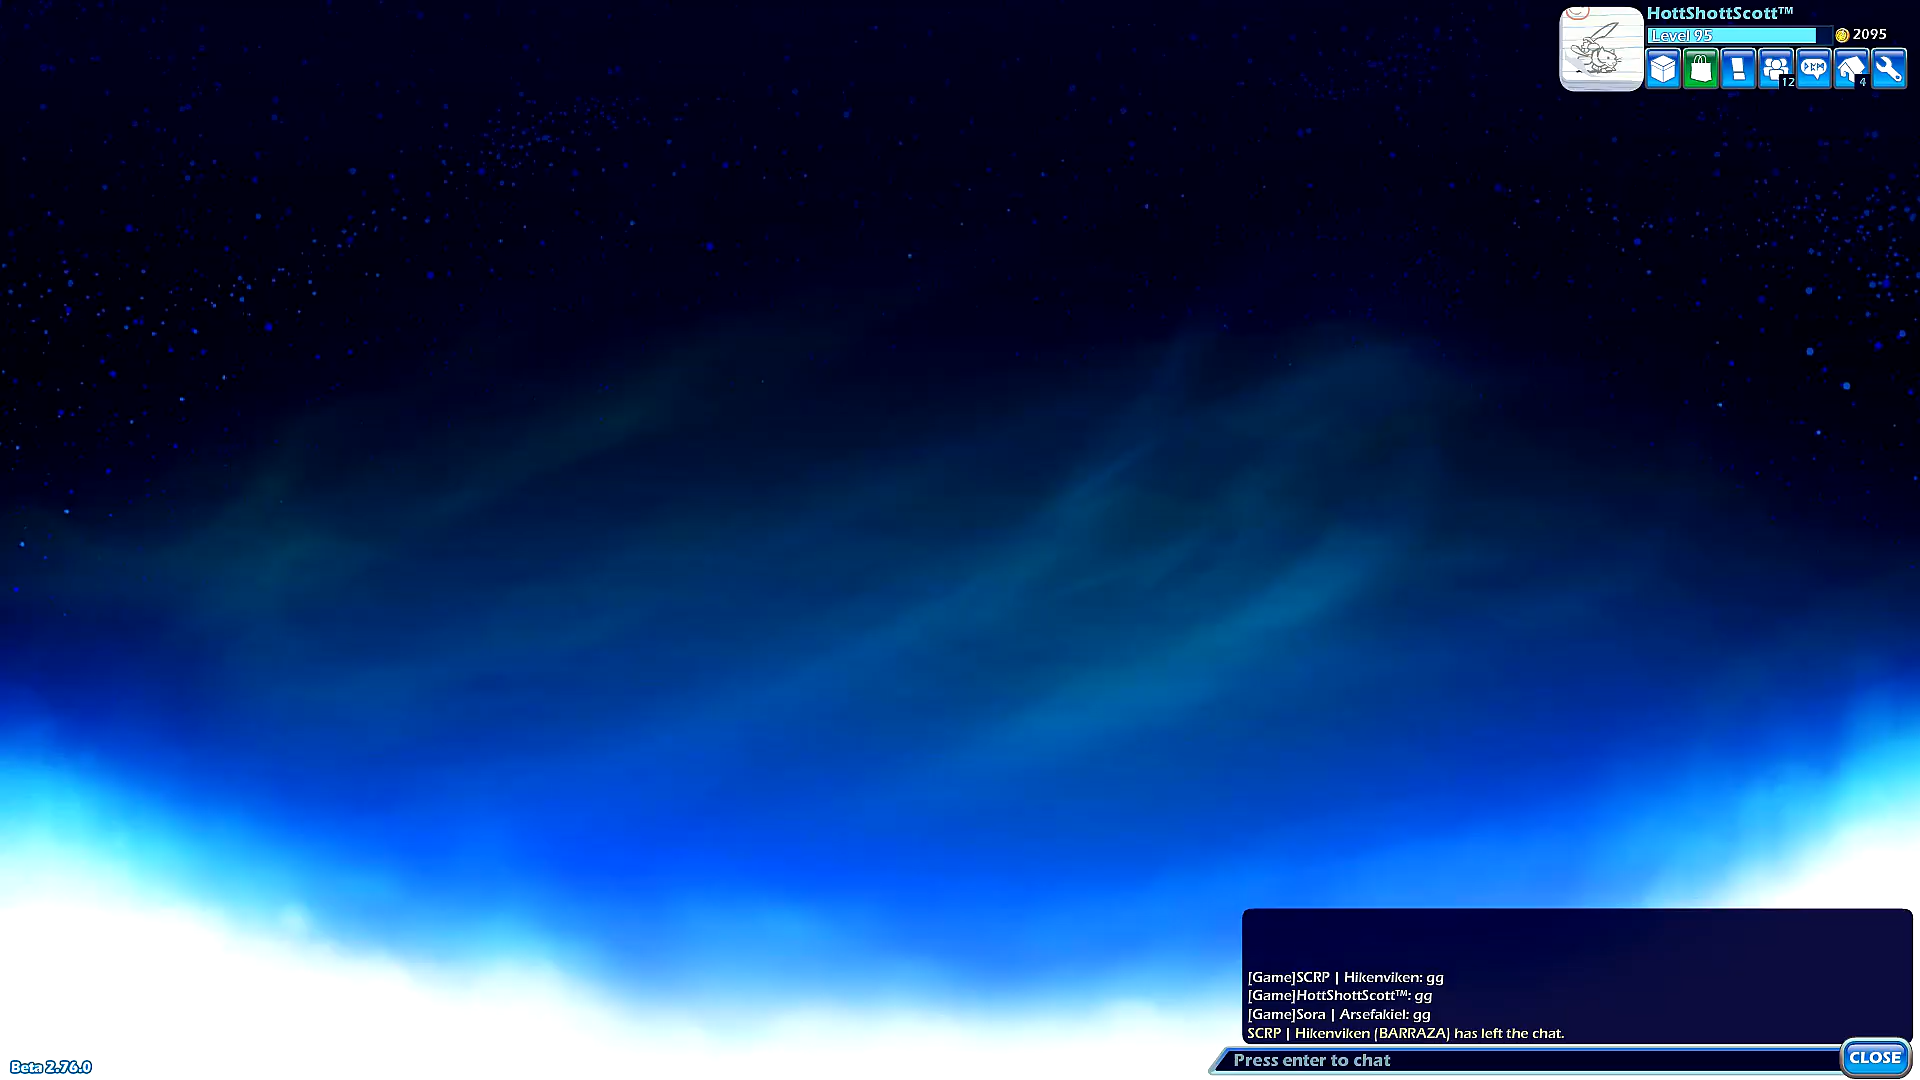 HottShottScott™
Level 95
2095
12
4
[Game]SCRP | Hikenviken: gg
[Game]HottShottScott™: gg
[Game]Sora | Arsefakiel: gg
SCRP | Hikenviken (BARRAZA) has left the chat.
Press enter to chat
CLOSE
Beta 2.76.0